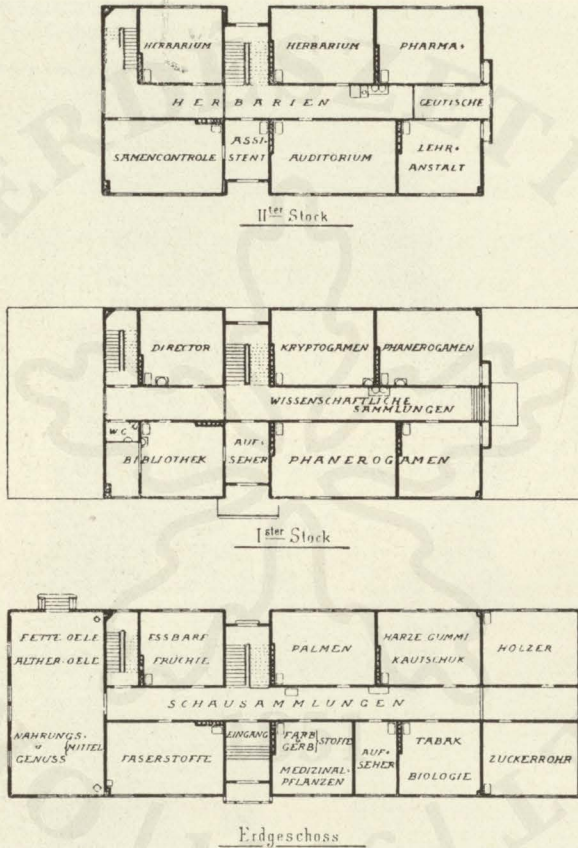 HERBARIUM
HERBARIUM
PHARMA-
HERBARIEN
CEUTISCHE
SAMENCONTROLE
ASSI-
STENT
AUDITORIUM
LEHR-
ANSTALT
IIter Stock
DIRECTOR
KRYPTOGAMEN
PHANEROGAMEN
WISSENSCHAFTLICHE
SAMMLUNGEN
W.C
BIBLIOTHEK
AUF-
SEHER
PHANEROGAMEN
Ister Stock
FETTE OELE
ÄLTHER-OELE
ESSBARE
FRÜCHTE
PALMEN
HARZE GUMMI
KAUTSCHUK
HÖLZER
SCHAUSAMMLUNGEN
NAHRUNGS-
U
GENUSS
MITTEL
FASERSTOFFE
EINGANG
FARB
U
GERB
STOFFE
MEDIZINAL-
PFLANZEN
AUF-
SEHER
TABAK
BIOLOGIE
ZUCKERROHR
Erdgeschoss